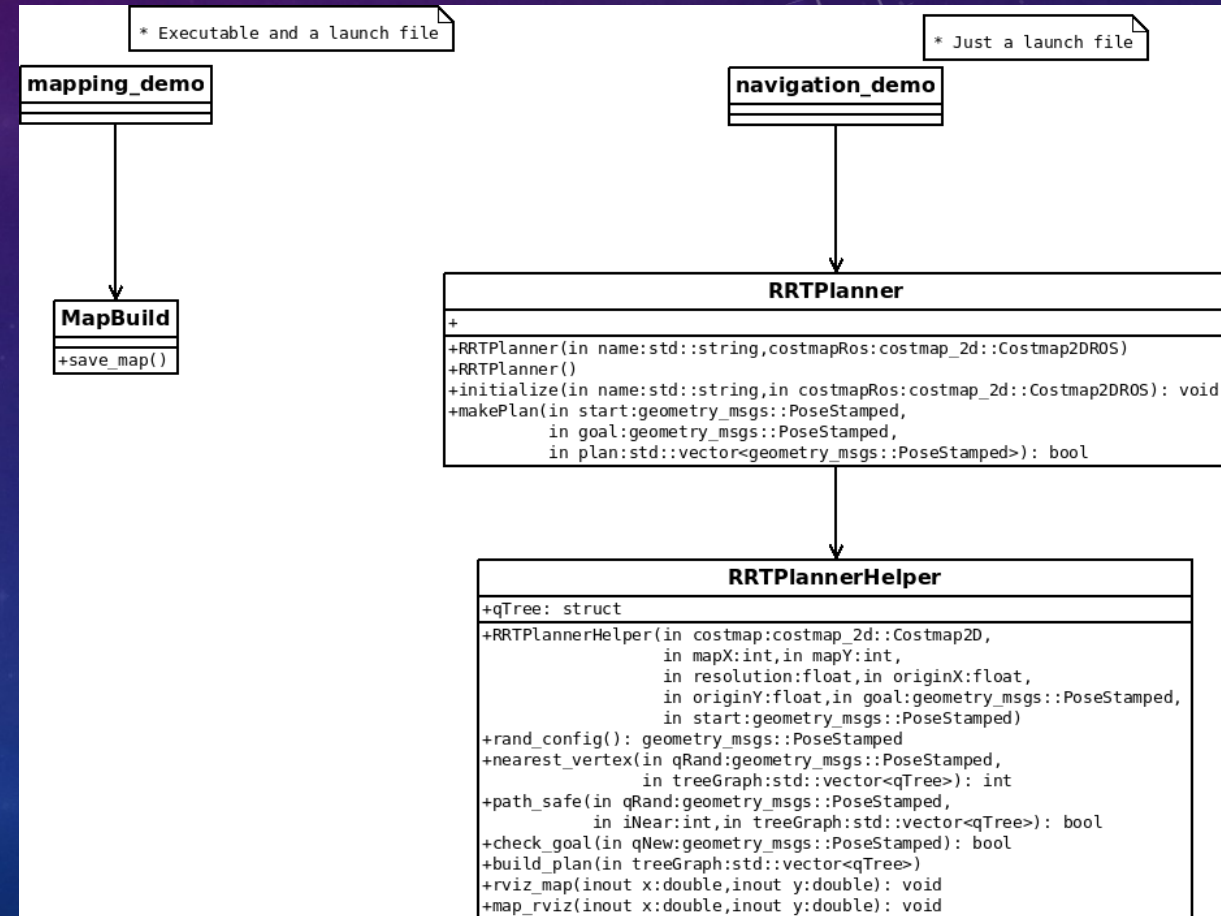 * Executable and a launch file
* Just a launch file
mapping_demo
navigation_demo
MapBuild
+save_map()
RRTPlanner
+
+RRTPlanner(in name:std::string,costmapRos:costmap_2d::Costmap2DROS)
+RRTPlanner()
+initialize(in name:std::string,in costmapRos:costmap_2d::Costmap2DROS): void
+makePlan(in start:geometry_msgs::PoseStamped,
in goal:geometry_msgs::PoseStamped,
in plan:std::vector<geometry_msgs::PoseStamped>): bool
RRTPlannerHelper
+qTree: struct
+RRTPlannerHelper(in costmap:costmap_2d::Costmap2D,
in mapX:int,in mapY:int,
in resolution:float,in originX:float,
in originY:float,in goal:geometry_msgs::PoseStamped,
in start:geometry_msgs::PoseStamped)
+rand_config(): geometry_msgs::PoseStamped
+nearest_vertex(in qRand:geometry_msgs::PoseStamped,
in treeGraph:std::vector<qTree>): int
+path_safe(in qRand:geometry_msgs::PoseStamped,
in iNear:int,in treeGraph:std::vector<qTree>): bool
+check_goal(in qNew:geometry_msgs::PoseStamped): bool
+build_plan(in treeGraph:std::vector<qTree>)
+rviz_map(inout x:double,inout y:double): void
+map_rviz(inout x:double,inout y:double): void